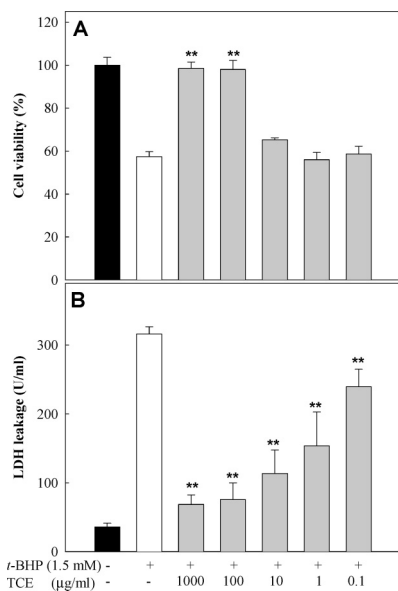 A
120
100
80
60
40
20
0
Cell viability (%)
** **
B
300
200
100
0
LDH leakage (U/ml)
** ** ** ** **
t-BHP (1.5 mM) - + + + + + +
TCE (µg/ml) - - 1000 100 10 1 0.1